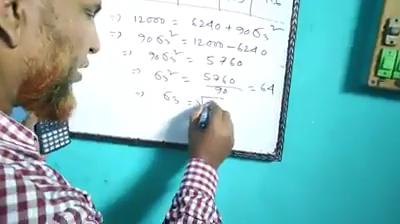 ⇒ 12000 = 6240 + 90σ₃²
⇒ 90σ₃² = 12000 - 6240
⇒ 90σ₃² = 5760
⇒ σ₃² = 5760/90 = 64
⇒ σ₃ = √